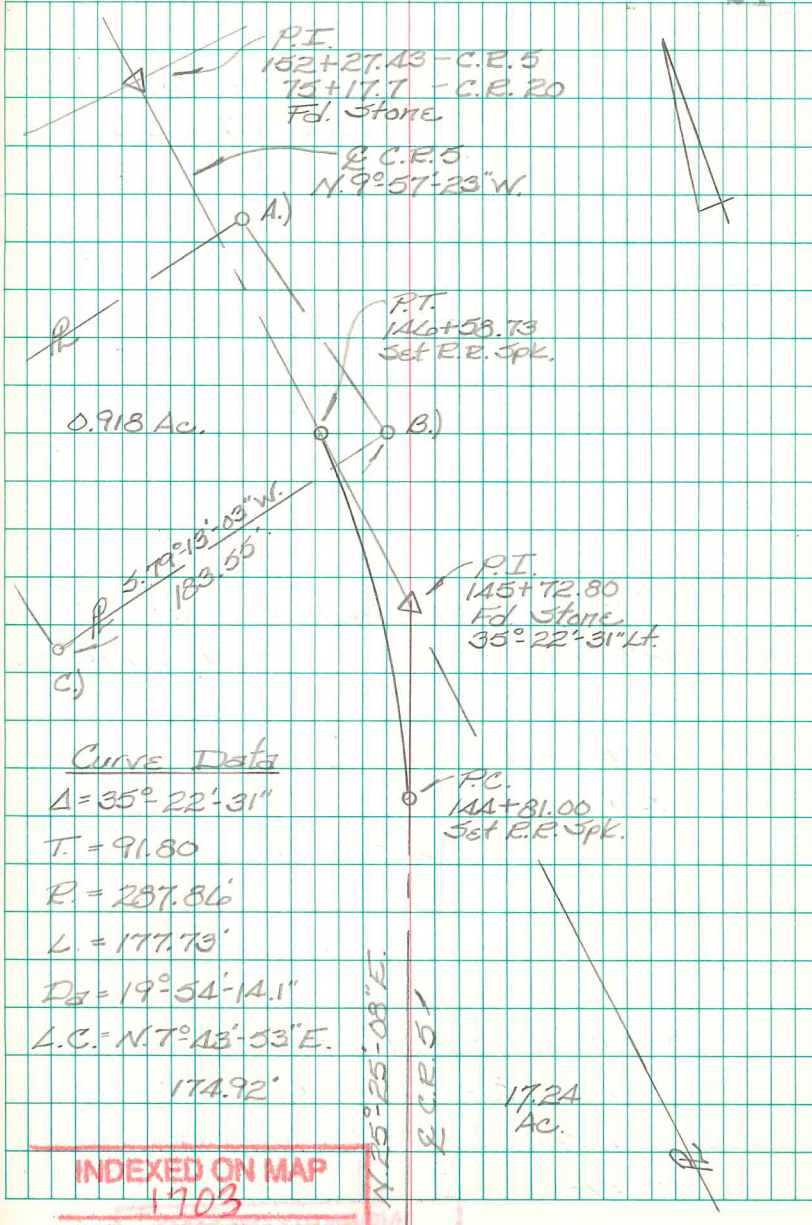 P.I.
152+27.43 - C.R. 5
75+17.7 - C.R. 20
Fd. Stone
℄ C.R. 5
N. 9°-57'-23" W.
A.)
P.T.
146+58.73
Set R.R. Spk.
℄
0.918 Ac.
B.)
S. 79°-13'-03" W.
183.55'
℄
C.)
P.I.
145+72.80
Fd. Stone
35°-22'-31" Lt.
P.C.
144+81.00
Set R.R. Spk.
Curve Data
Δ = 35°-22'-31"
T. = 91.80
R. = 287.86'
L. = 177.73'
Da = 19°-54'-14.1"
L.C. = N. 7°-43'-53" E.
174.92'
N. 25°-25'-08" E.
℄ C.R. 5
17.24
Ac.
INDEXED ON MAP
1703